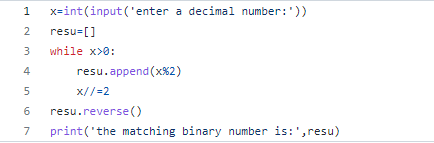 1 x=int(input('enter a decimal number:'))
2 resu=[]
3 while x>0:
4     resu.append(x%2)
5     x//=2
6 resu.reverse()
7 print('the matching binary number is:',resu)